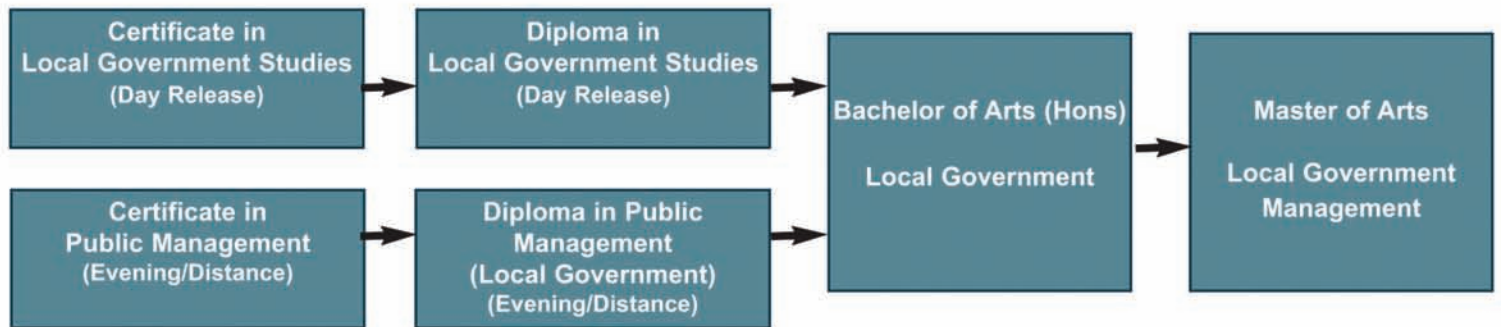 Certificate in
Local Government Studies
(Day Release)
Diploma in
Local Government Studies
(Day Release)
Bachelor of Arts (Hons)
Local Government
Master of Arts
Local Government
Management
Certificate in
Public Management
(Evening/Distance)
Diploma in Public
Management
(Local Government)
(Evening/Distance)